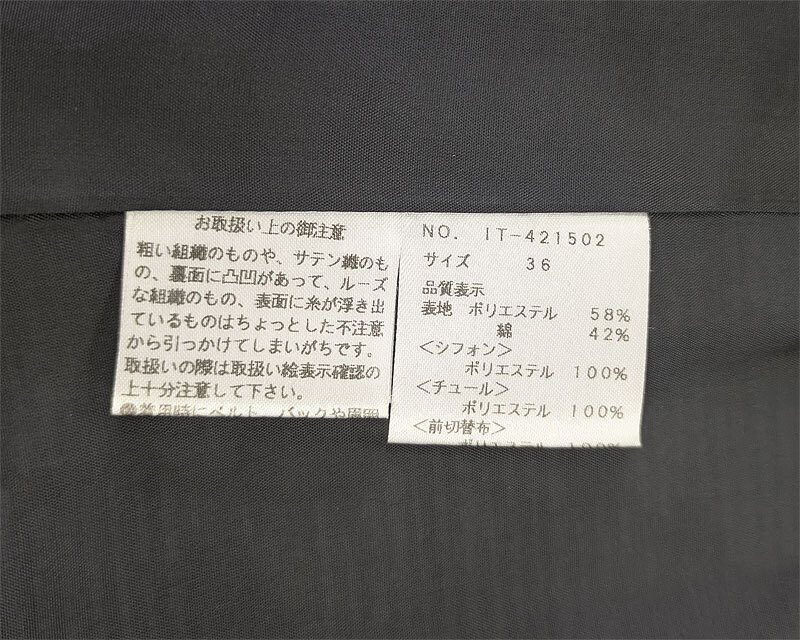 お取扱い上の御注意
粗い組織のものや、サテン織のも
の、裏面に凸凹があって、ルーズ
な組織のもの、表面に糸が浮き出
ているものはちょっとした不注意
から引っかけてしまいがちです。
取扱いの際は取扱い絵表示確認の
上十分注意して下さい。
NO. IT-421502
サイズ 36
品質表示
表地 ポリエステル 58%
綿 42%
<シフォン>
ポリエステル 100%
<チュール>
ポリエステル 100%
<前切替布>
ポリエステル 100%